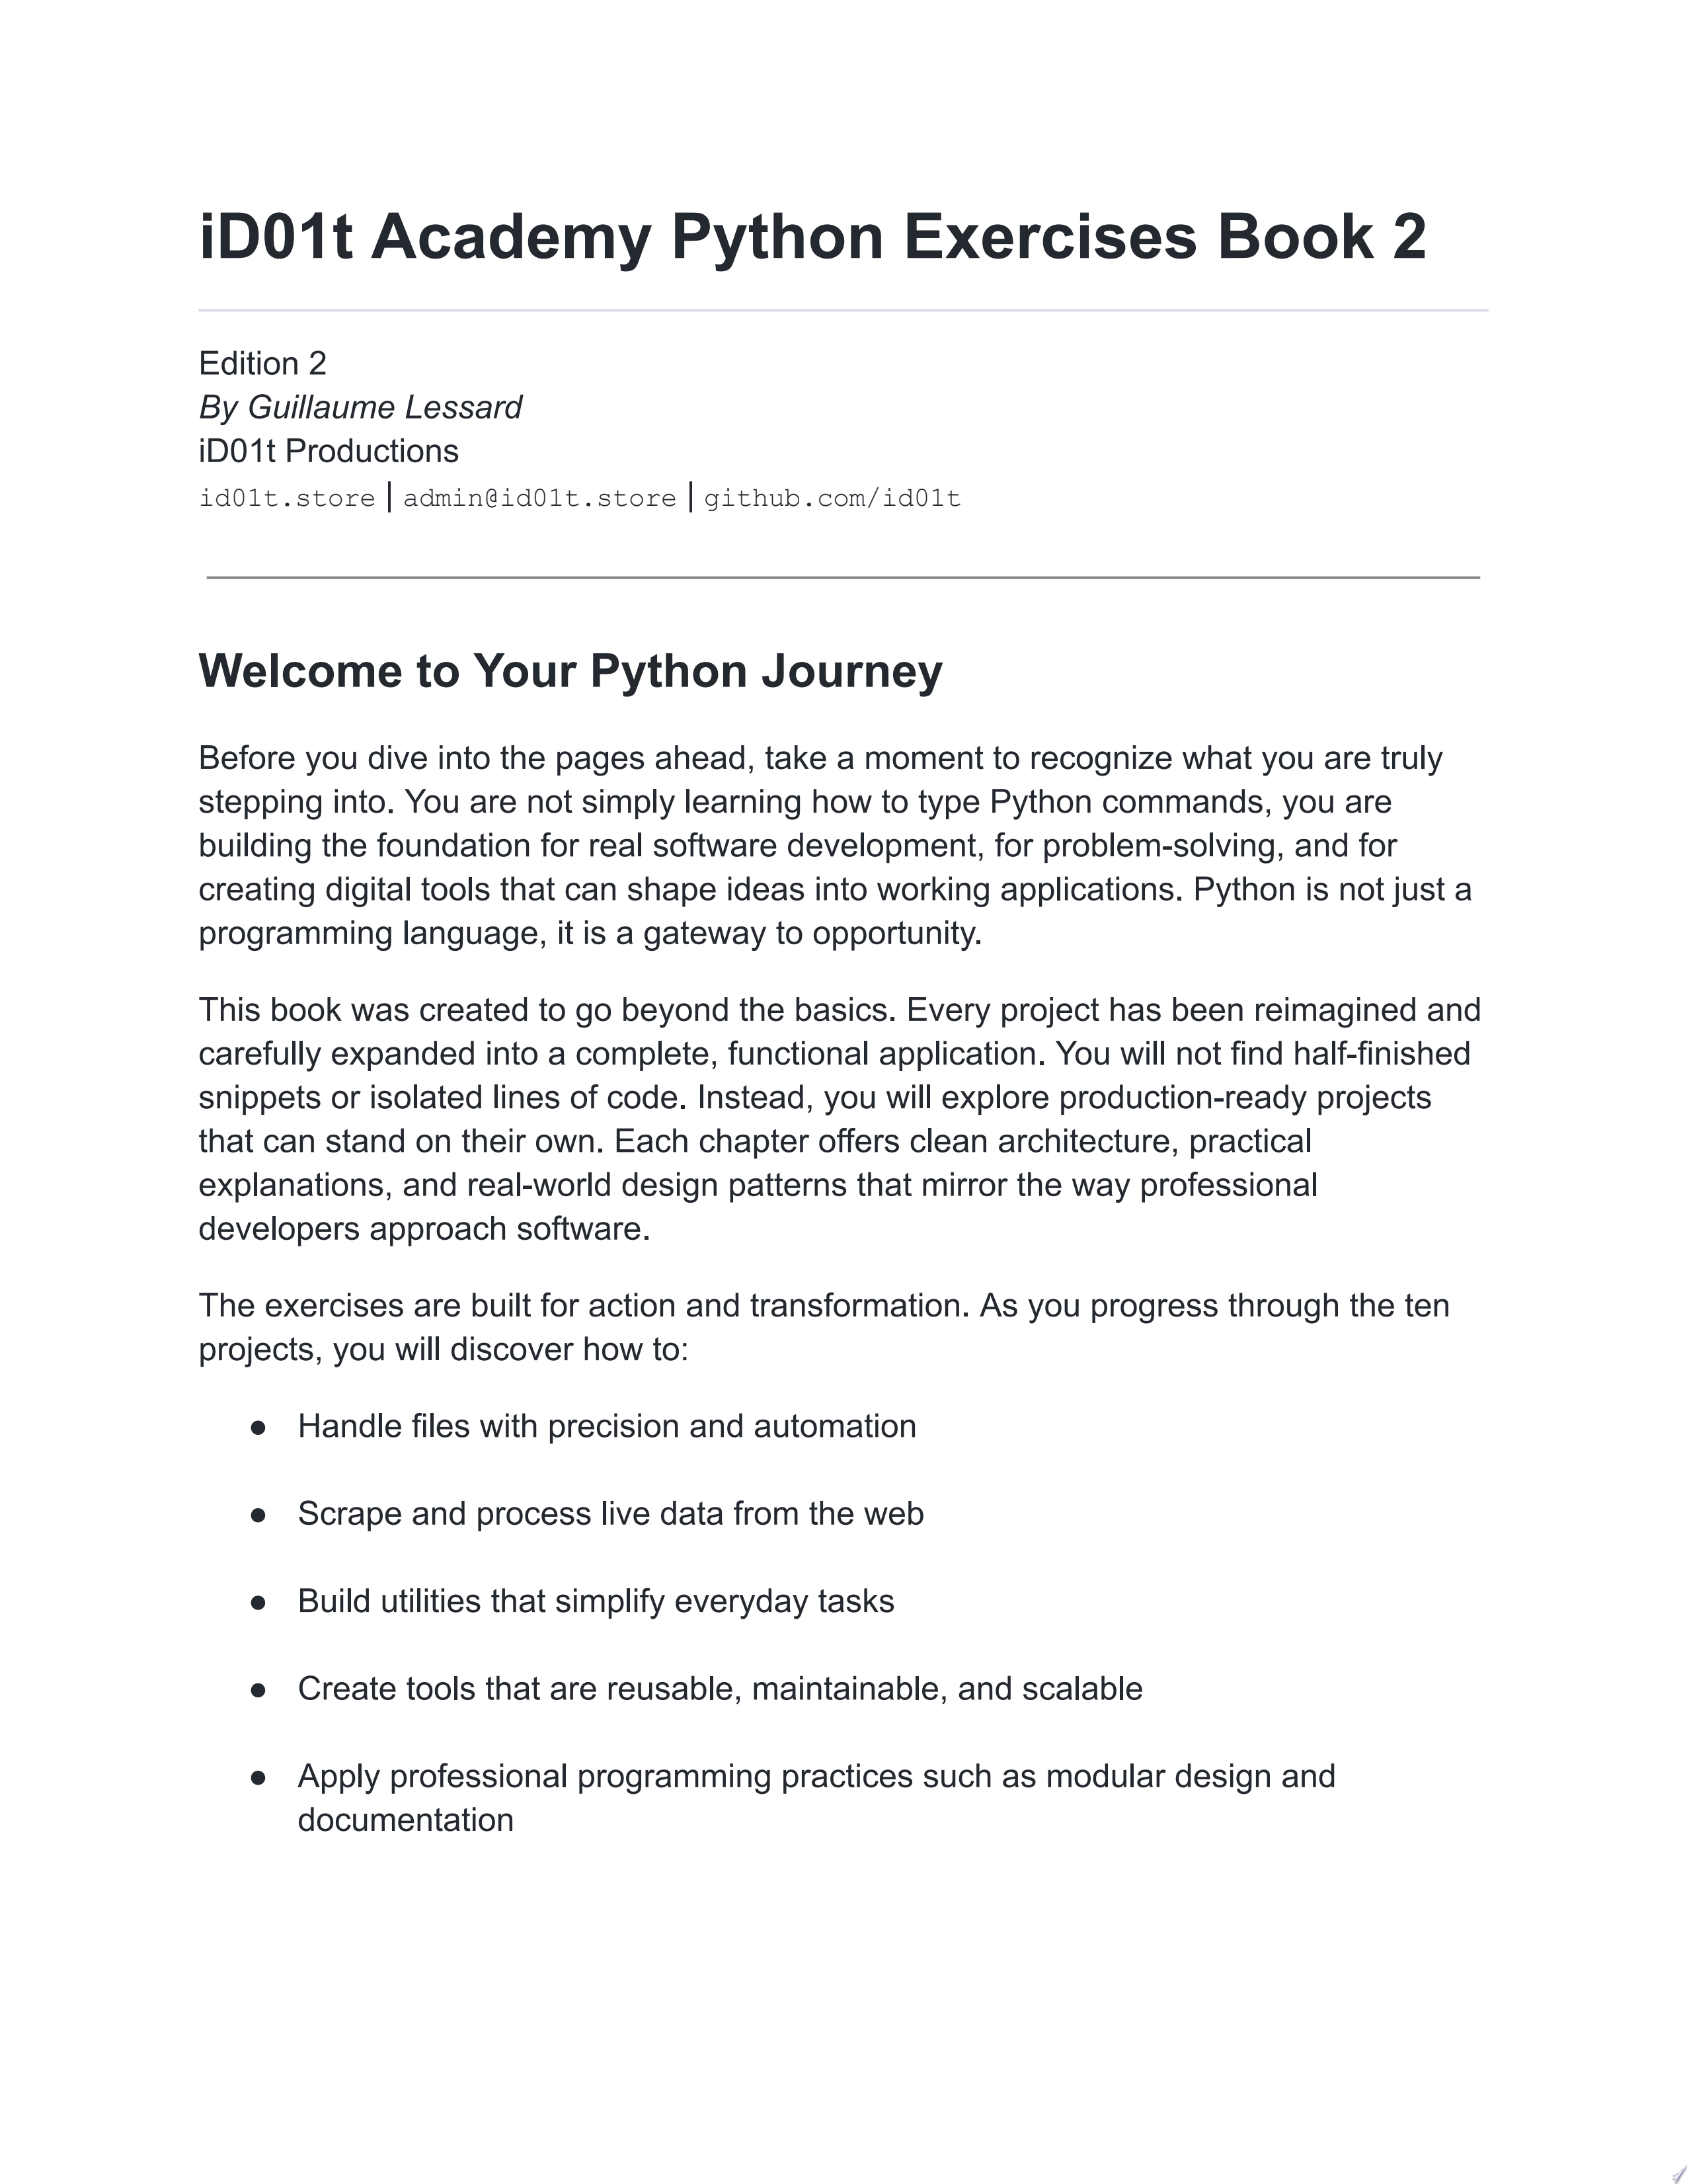 iD01t Academy Python Exercises Book 2
Edition 2
By Guillaume Lessard
iD01t Productions
id01t.store | admin@id01t.store | github.com/id01t
Welcome to Your Python Journey
Before you dive into the pages ahead, take a moment to recognize what you are truly
stepping into. You are not simply learning how to type Python commands, you are
building the foundation for real software development, for problem-solving, and for
creating digital tools that can shape ideas into working applications. Python is not just a
programming language, it is a gateway to opportunity.
This book was created to go beyond the basics. Every project has been reimagined and
carefully expanded into a complete, functional application. You will not find half-finished
snippets or isolated lines of code. Instead, you will explore production-ready projects
that can stand on their own. Each chapter offers clean architecture, practical
explanations, and real-world design patterns that mirror the way professional
developers approach software.
The exercises are built for action and transformation. As you progress through the ten
projects, you will discover how to:
● Handle files with precision and automation
● Scrape and process live data from the web
● Build utilities that simplify everyday tasks
● Create tools that are reusable, maintainable, and scalable
● Apply professional programming practices such as modular design and
documentation